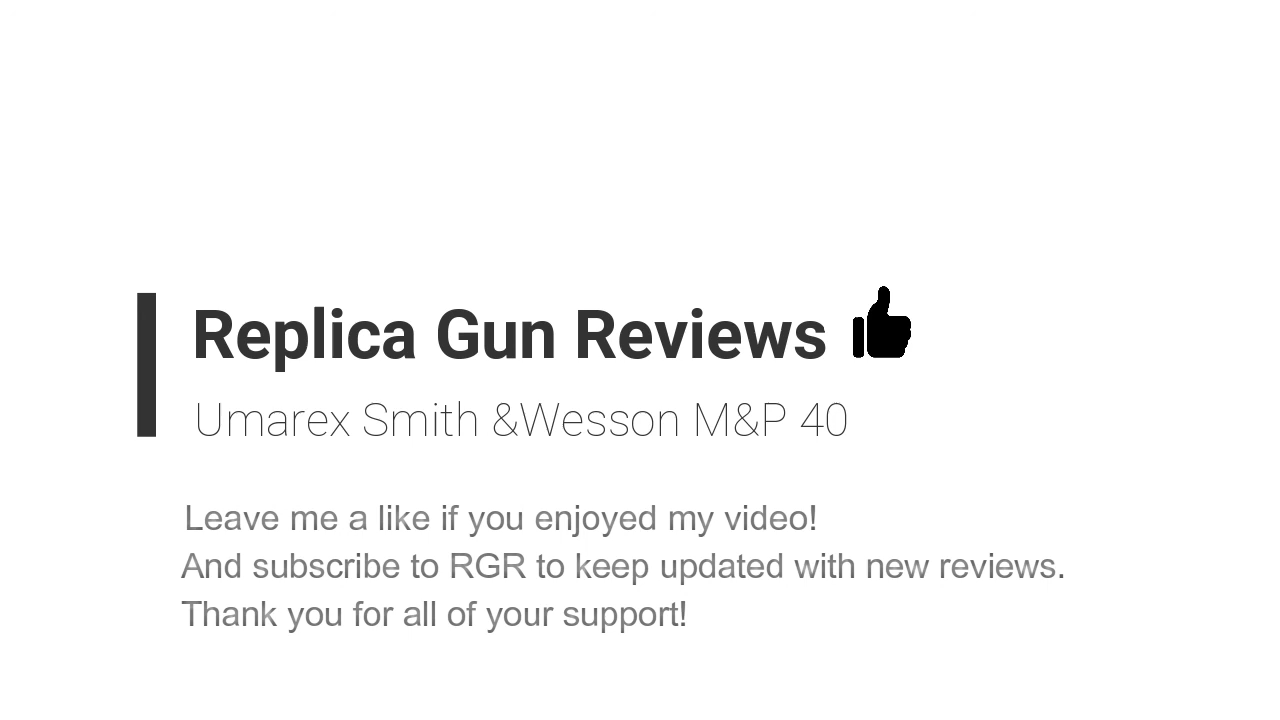 Replica Gun Reviews
Umarex Smith &Wesson M&P 40
Leave me a like if you enjoyed my video!
And subscribe to RGR to keep updated with new reviews.
Thank you for all of your support!